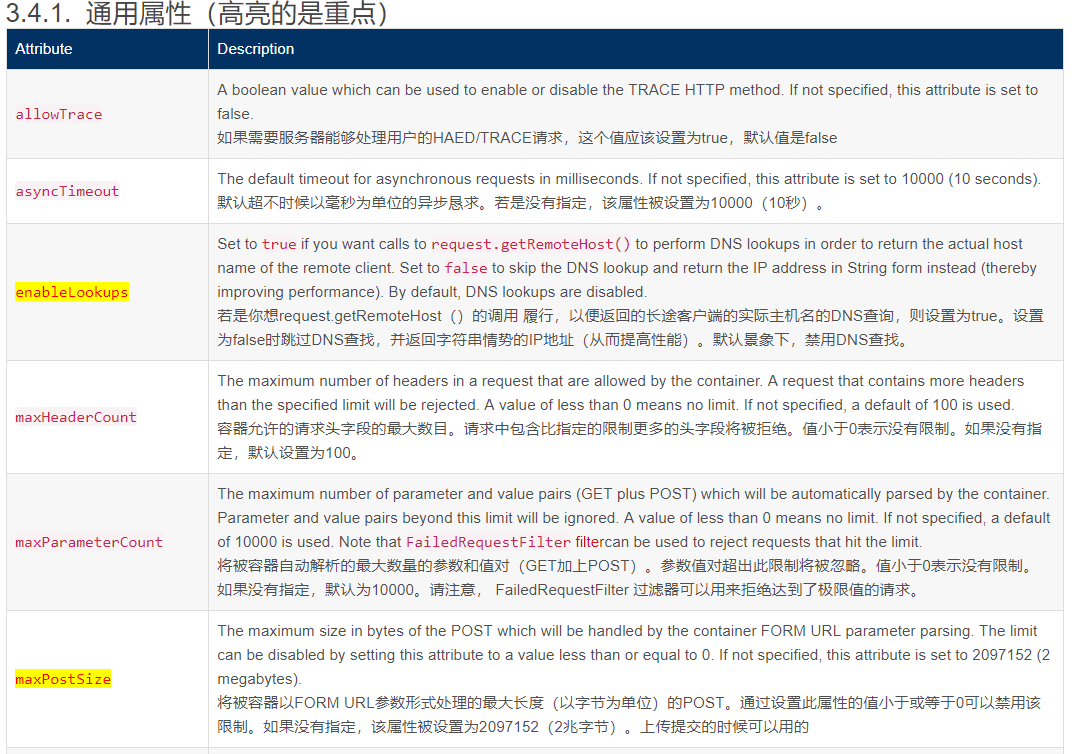 3.4.1. 通用属性（高亮的是重点）
Attribute
Description
allowTrace
A boolean value which can be used to enable or disable the TRACE HTTP method. If not specified, this attribute is set to
false.
如果需要服务器能够处理用户的HAED/TRACE请求，这个值应该设置为true，默认值是false
asyncTimeout
The default timeout for asynchronous requests in milliseconds. If not specified, this attribute is set to 10000 (10 seconds).
默认超不时候以毫秒为单位的异步恳求。若是没有指定，该属性被设置为10000（10秒）。
enableLookups
Set to true if you want calls to request.getRemoteHost() to perform DNS lookups in order to return the actual host
name of the remote client. Set to false to skip the DNS lookup and return the IP address in String form instead (thereby
improving performance). By default, DNS lookups are disabled.
若是你想request.getRemoteHost（）的调用 履行，以便返回的长途客户端的实际主机名的DNS查询，则设置为true。设置
为false时跳过DNS查找，并返回字符串情势的IP地址（从而提高性能）。默认景象下，禁用DNS查找。
maxHeaderCount
The maximum number of headers in a request that are allowed by the container. A request that contains more headers
than the specified limit will be rejected. A value of less than 0 means no limit. If not specified, a default of 100 is used.
容器允许的请求头字段的最大数目。请求中包含比指定的限制更多的头字段将被拒绝。值小于0表示没有限制。如果没有指
定，默认设置为100。
maxParameterCount
The maximum number of parameter and value pairs (GET plus POST) which will be automatically parsed by the container.
Parameter and value pairs beyond this limit will be ignored. A value of less than 0 means no limit. If not specified, a default
of 10000 is used. Note that FailedRequestFilter filtercan be used to reject requests that hit the limit.
将被容器自动解析的最大数量的参数和值对（GET加上POST）。参数值对超出此限制将被忽略。值小于0表示没有限制。
如果没有指定，默认为10000。请注意， FailedRequestFilter 过滤器可以用来拒绝达到了极限值的请求。
maxPostSize
The maximum size in bytes of the POST which will be handled by the container FORM URL parameter parsing. The limit
can be disabled by setting this attribute to a value less than or equal to 0. If not specified, this attribute is set to 2097152 (2
megabytes).
将被容器以FORM URL参数形式处理的最大长度（以字节为单位）的POST。通过设置此属性的值小于或等于0可以禁用该
限制。如果没有指定，该属性被设置为2097152（2兆字节）。上传提交的时候可以用的